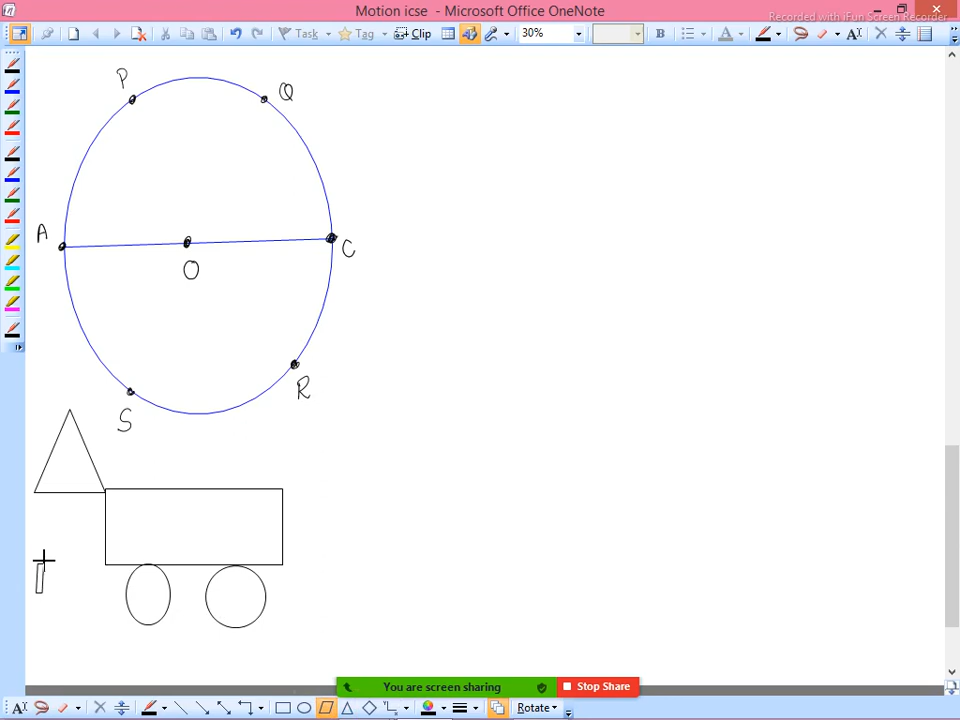 Motion icse - Microsoft Office OneNote
Recorded with iFun Screen Recorder
Task
Tag
Clip
30%
B
A
A
P
Q
A
O
C
S
R
You are screen sharing
Stop Share
A
Rotate